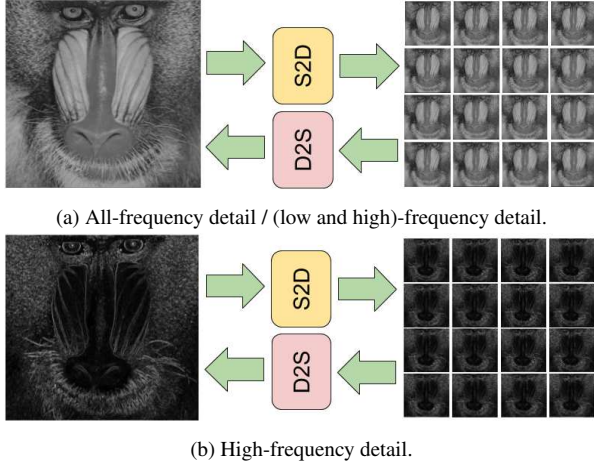 S2D
D2S
(a) All-frequency detail / (low and high)-frequency detail.
S2D
D2S
(b) High-frequency detail.